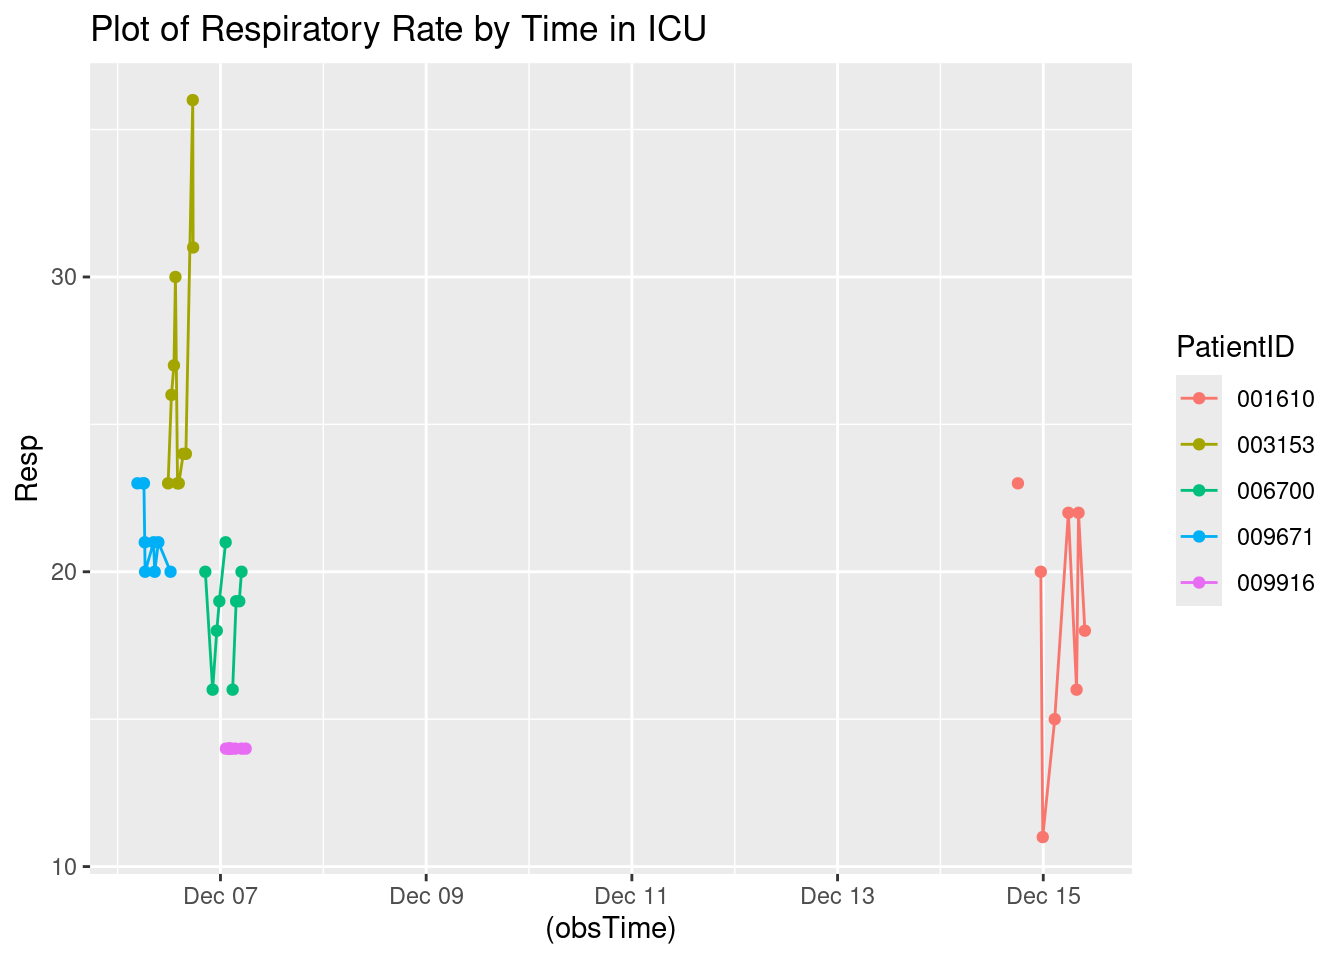 Plot of Respiratory Rate by Time in ICU
Resp
30
20
10
Dec 07
Dec 09
Dec 11
Dec 13
Dec 15
(obsTime)
PatientID
001610
003153
006700
009671
009916